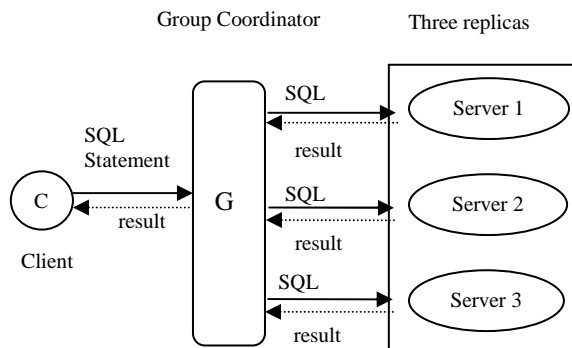 Group Coordinator
Three replicas
SQL
Server 1
result
SQL
Statement
C
result
Client
G
SQL
Server 2
result
SQL
Server 3
result